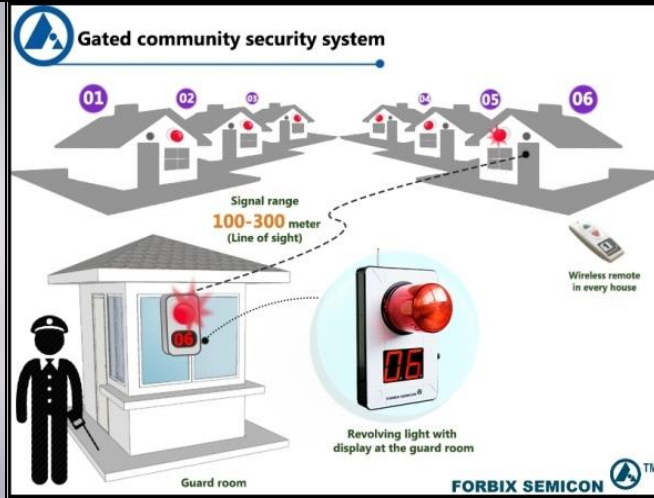 Gated community security system
01
02
03
04
05
06
Signal range
100-300 meter
(Line of sight)
Wireless remote
in every house
06
06
FORBIX SEMICON
Revolving light with
display at the guard room
Guard room
FORBIX SEMICON TM